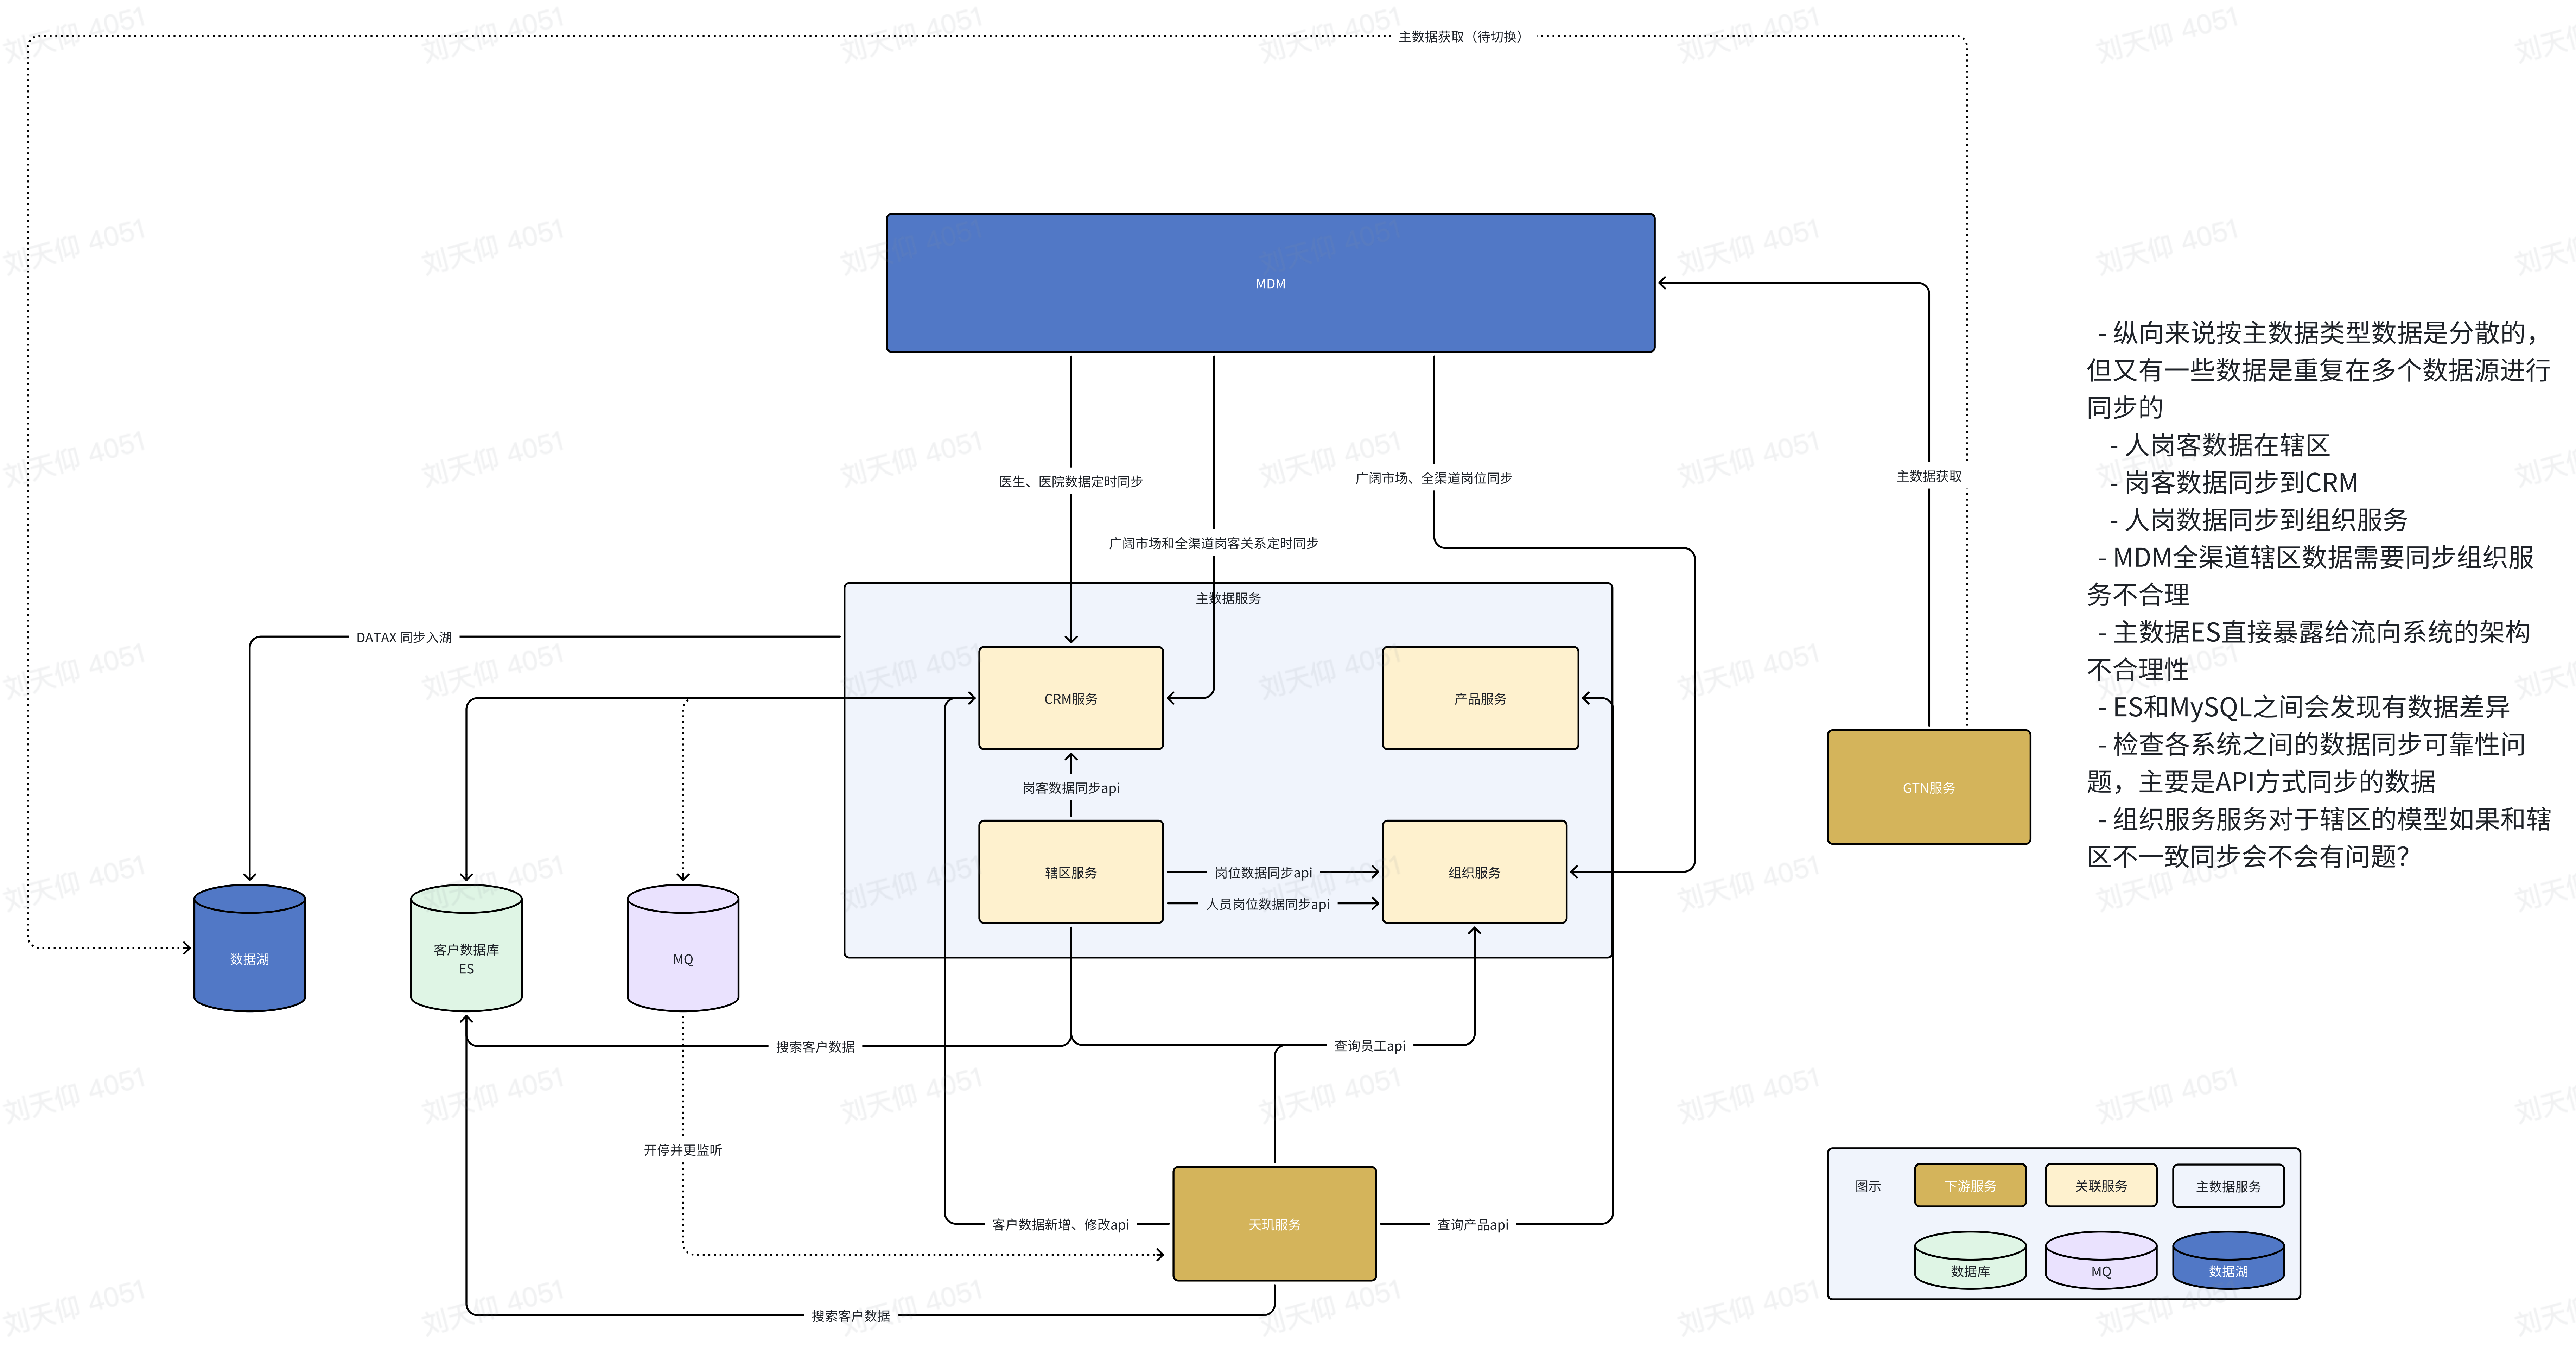 主数据获取（待切换）
MDM
医生、医院数据定时同步
广阔市场、全渠道岗位同步
主数据获取
广阔市场和全渠道岗客关系定时同步
主数据服务
DATAX 同步入湖
CRM服务
产品服务
岗客数据同步api
GTN服务
辖区服务
岗位数据同步api
人员岗位数据同步api
组织服务
数据湖
客户数据库
ES
MQ
搜索客户数据
查询员工api
开停并更监听
客户数据新增、修改api
天玑服务
查询产品api
搜索客户数据
- 纵向来说按主数据类型数据是分散的，
但又有一些数据是重复在多个数据源进行
同步的
- 人岗客数据在辖区
- 岗客数据同步到CRM
- 人岗数据同步到组织服务
- MDM全渠道辖区数据需要同步组织服
务不合理
- 主数据ES直接暴露给流向系统的架构
不合理性
- ES和MySQL之间会发现有数据差异
- 检查各系统之间的数据同步可靠性问
题，主要是API方式同步的数据
- 组织服务服务对于辖区的模型如果和辖
区不一致同步会不会有问题？
图示
下游服务
关联服务
主数据服务
数据库
MQ
数据湖
刘天仰 4051